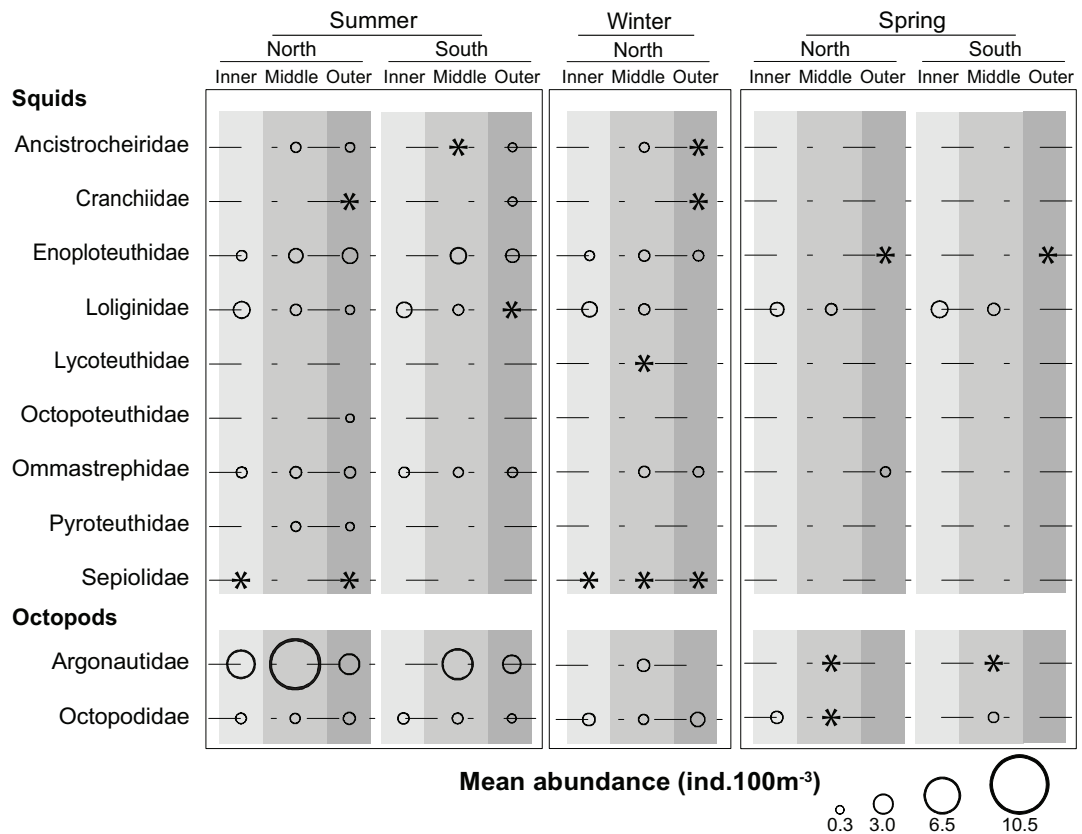 Summer Winter Spring
North South North North South
Inner Middle Outer Inner Middle Outer Inner Middle Outer Inner Middle Outer Inner Middle Outer
Squids
Ancistrocheiridae
Cranchiidae
Enoploteuthidae
Loliginidae
Lycoteuthidae
Octopoteuthidae
Ommastrephidae
Pyroteuthidae
Sepiolidae
Octopods
Argonautidae
Octopodidae
Mean abundance (ind.100m⁻³)
0.3 3.0 6.5 10.5